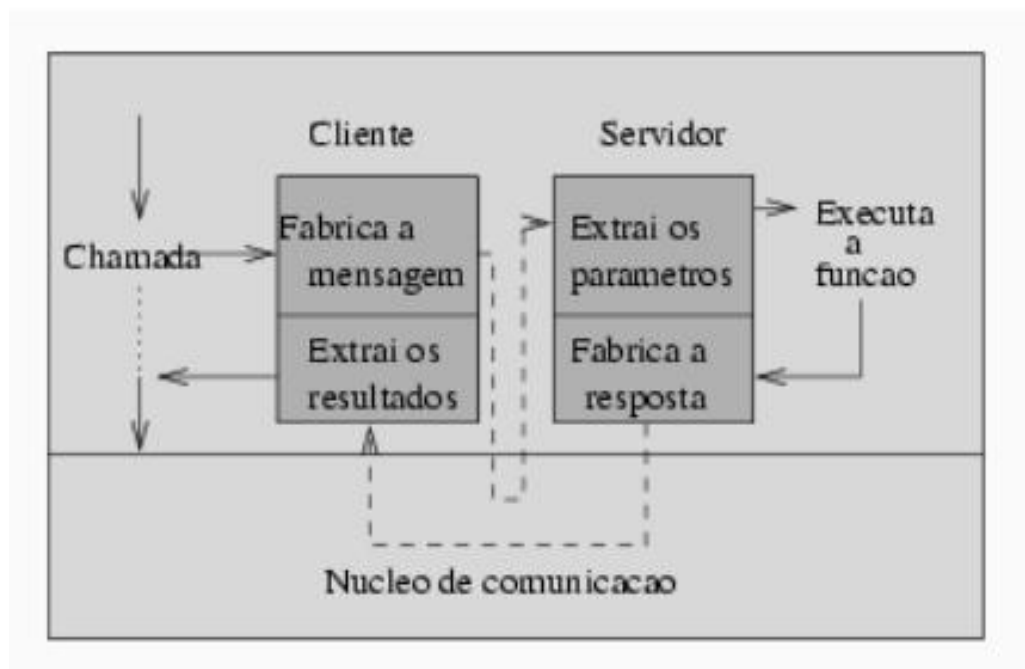 Cliente
Servidor
Chamada
Fabrica a
mensagem
Extrai os
resultados
Extrai os
parametros
Fabrica a
resposta
Executa
a
funcao
Nucleo de comunicacao